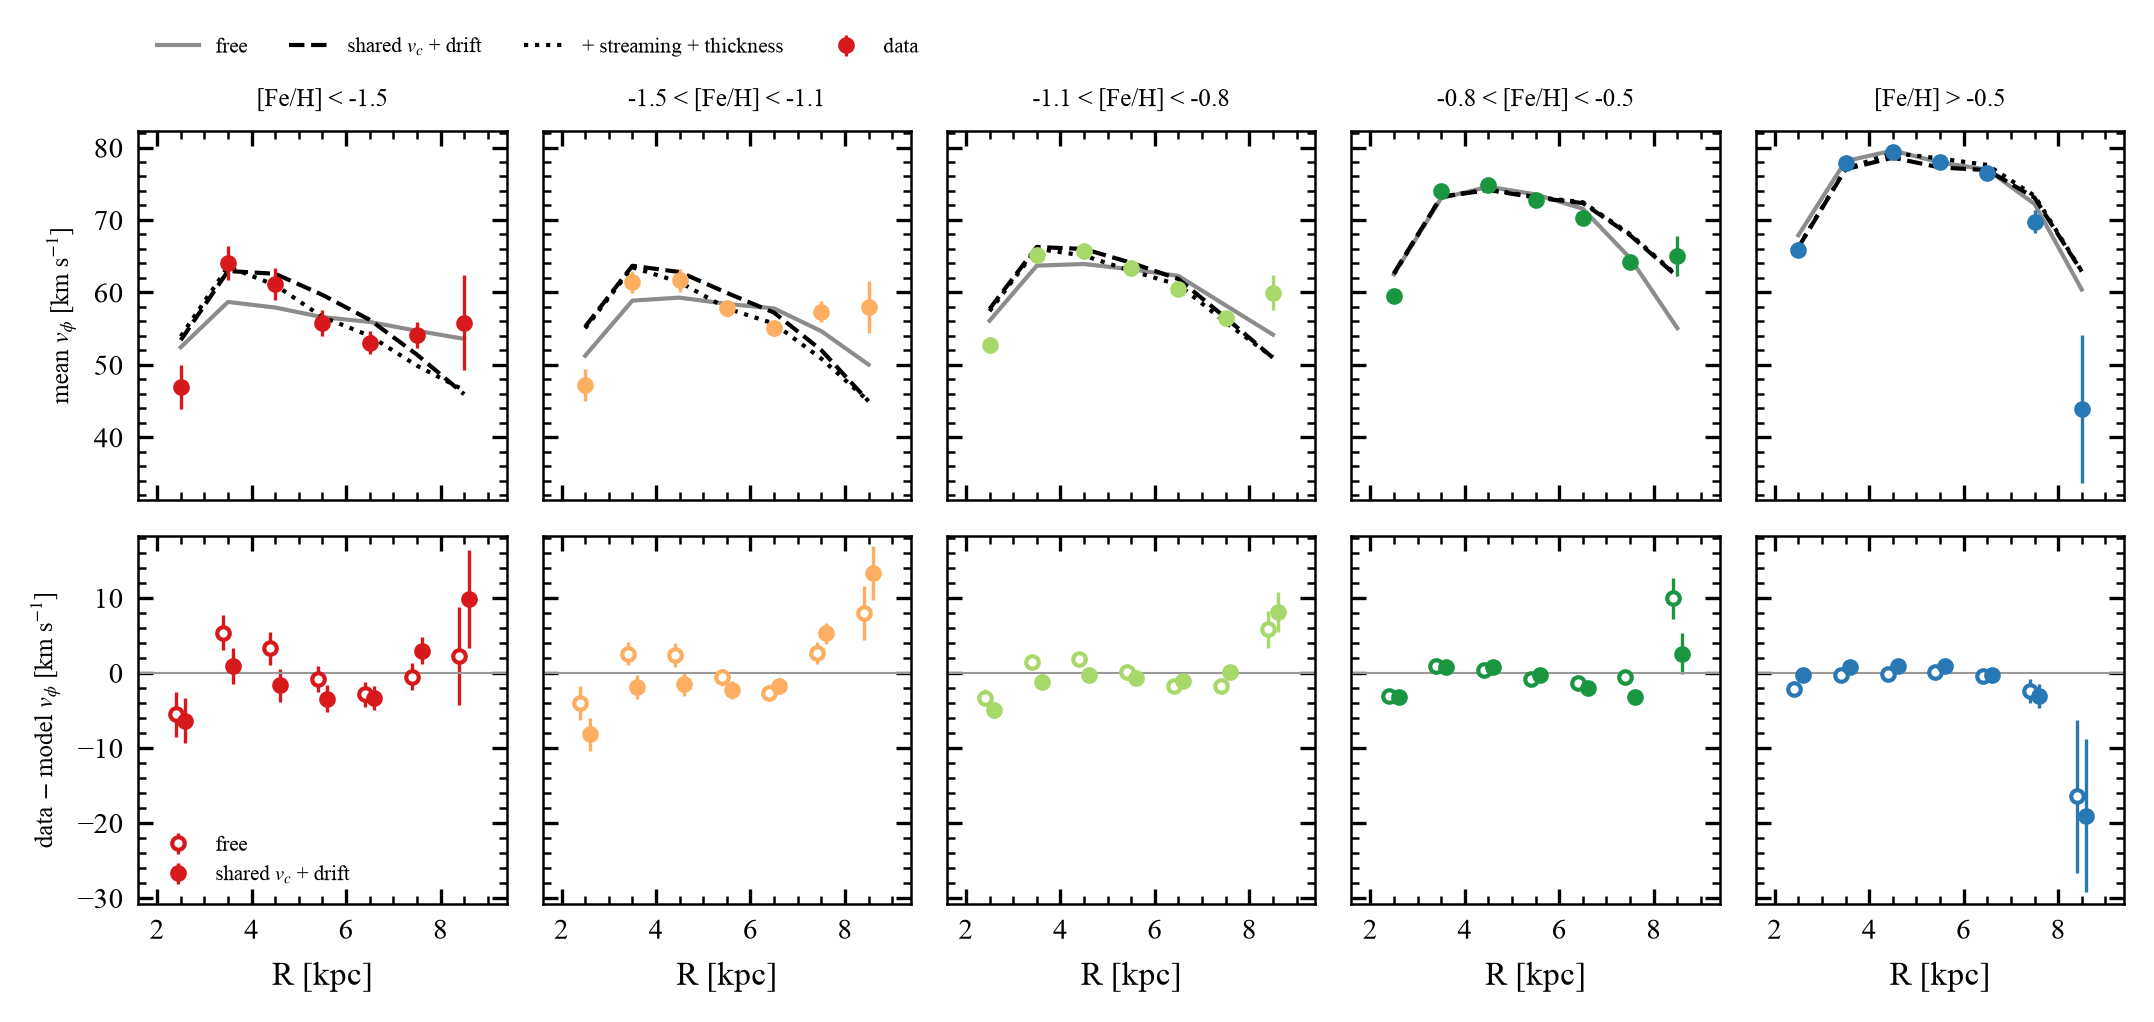 free shared v_c + drift + streaming + thickness data
[Fe/H] < -1.5 -1.5 < [Fe/H] < -1.1 -1.1 < [Fe/H] < -0.8 -0.8 < [Fe/H] < -0.5 [Fe/H] > -0.5
mean v_ϕ [km s⁻¹]
80
70
60
50
40
data − model v_ϕ [km s⁻¹]
10
0
−10
−20
−30
free
shared v_c + drift
2 4 6 8 2 4 6 8 2 4 6 8 2 4 6 8 2 4 6 8
R [kpc] R [kpc] R [kpc] R [kpc] R [kpc]